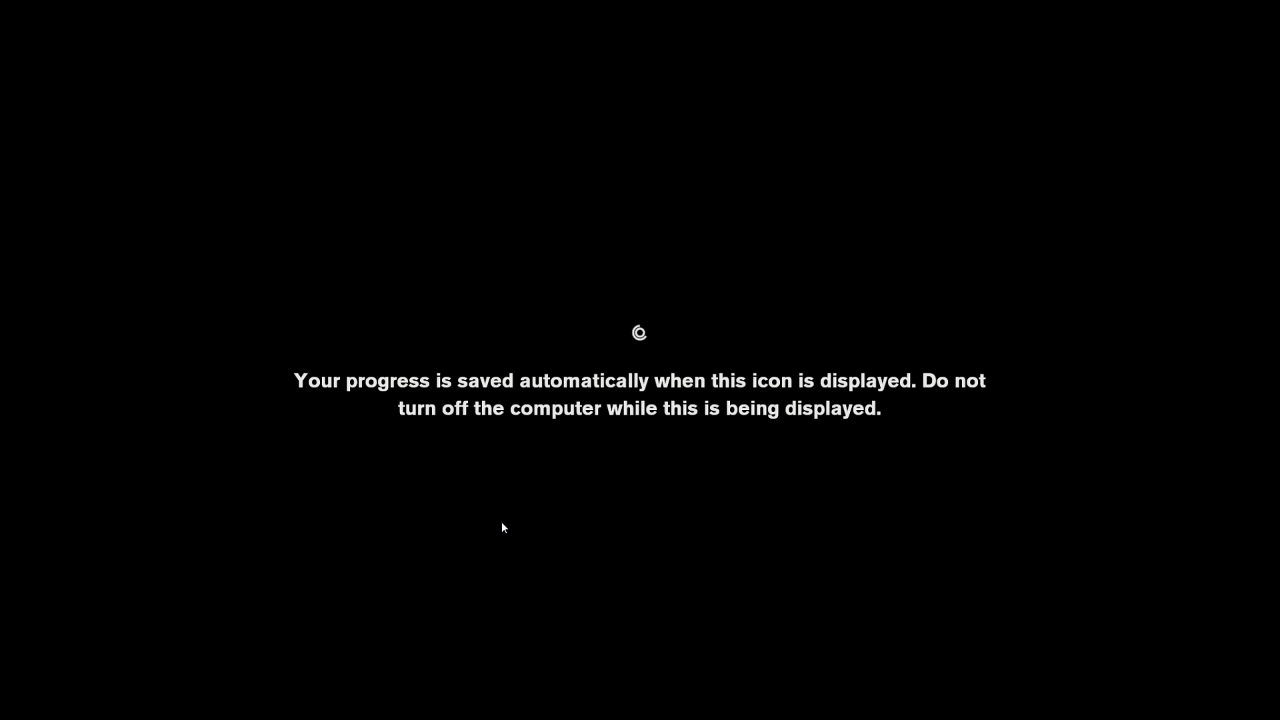 Your progress is saved automatically when this icon is displayed. Do not
turn off the computer while this is being displayed.